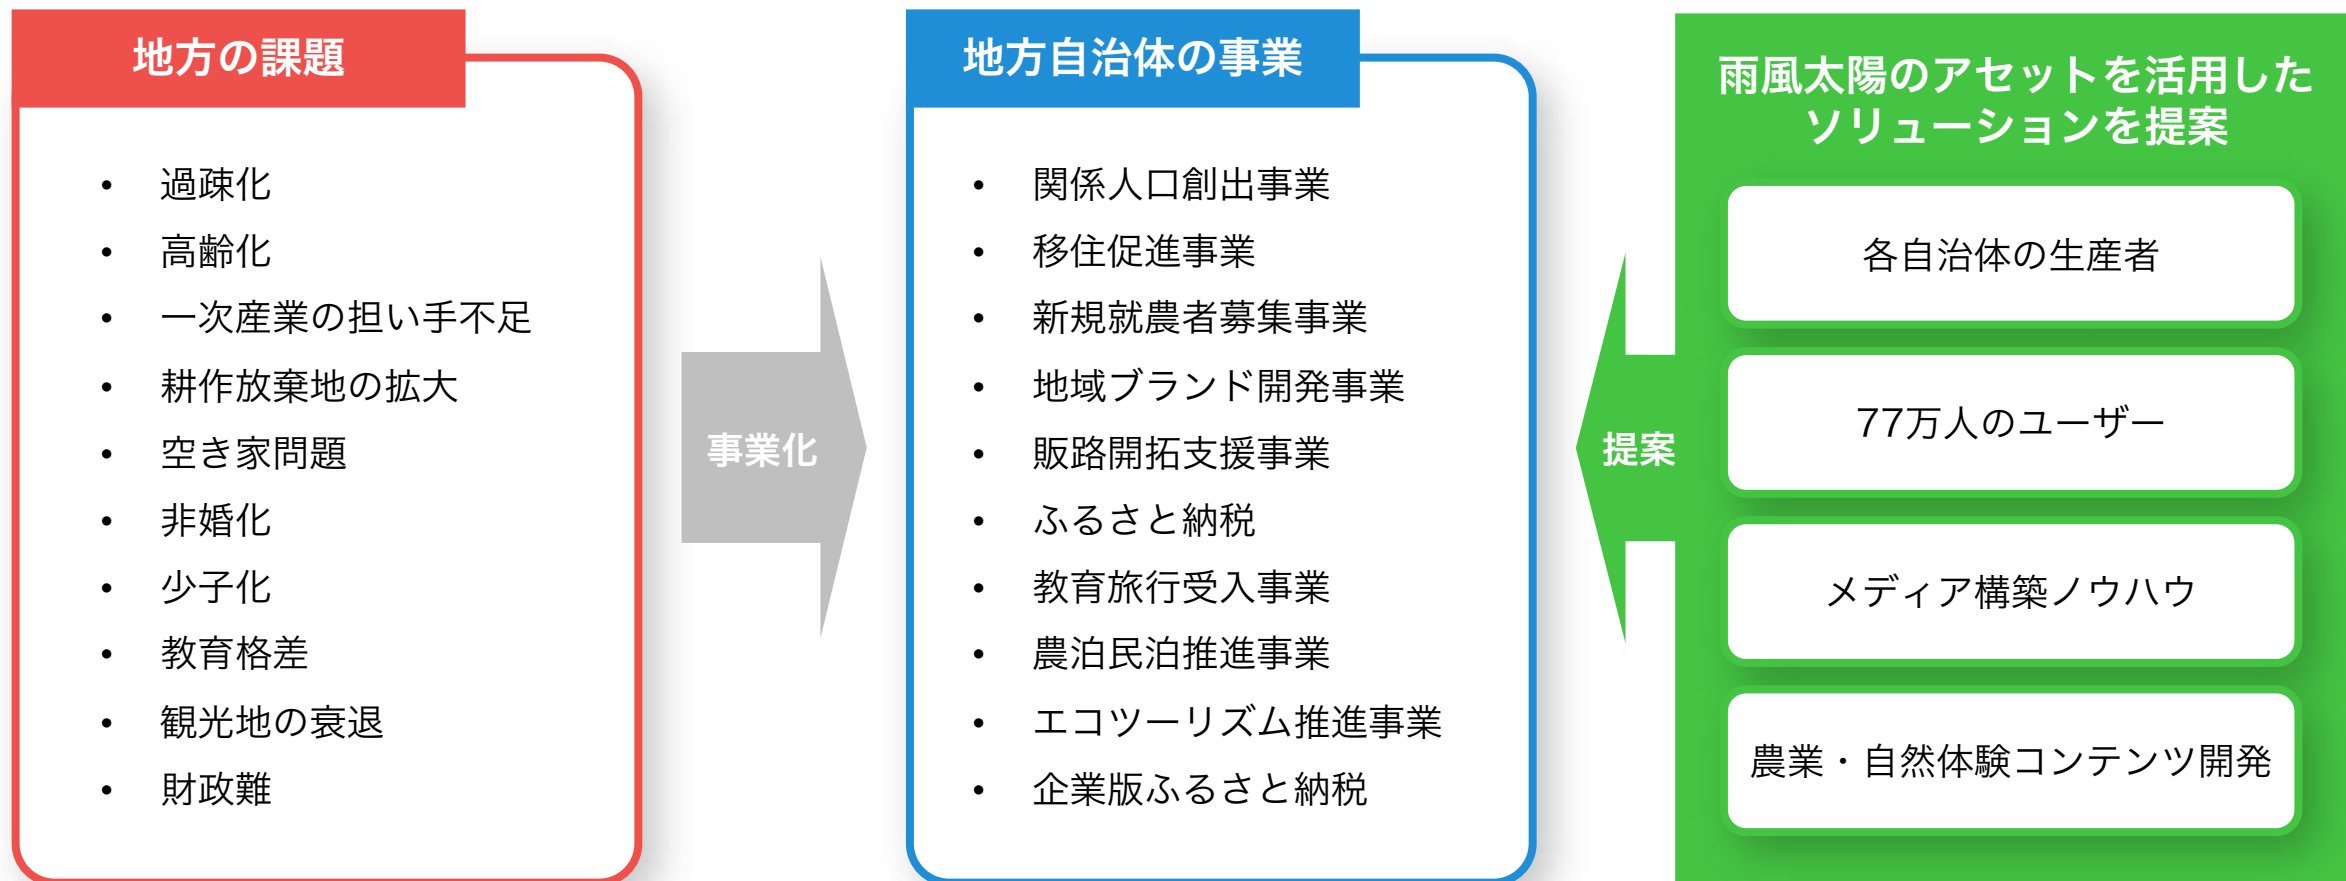 地方の課題
• 過疎化
• 高齢化
• 一次産業の担い手不足
• 耕作放棄地の拡大
• 空き家問題
• 非婚化
• 少子化
• 教育格差
• 観光地の衰退
• 財政難
事業化
地方自治体の事業
• 関係人口創出事業
• 移住促進事業
• 新規就農者募集事業
• 地域ブランド開発事業
• 販路開拓支援事業
• ふるさと納税
• 教育旅行受入事業
• 農泊民泊推進事業
• エコツーリズム推進事業
• 企業版ふるさと納税
提案
雨風太陽のアセットを活用した
ソリューションを提案
各自治体の生産者
77万人のユーザー
メディア構築ノウハウ
農業・自然体験コンテンツ開発